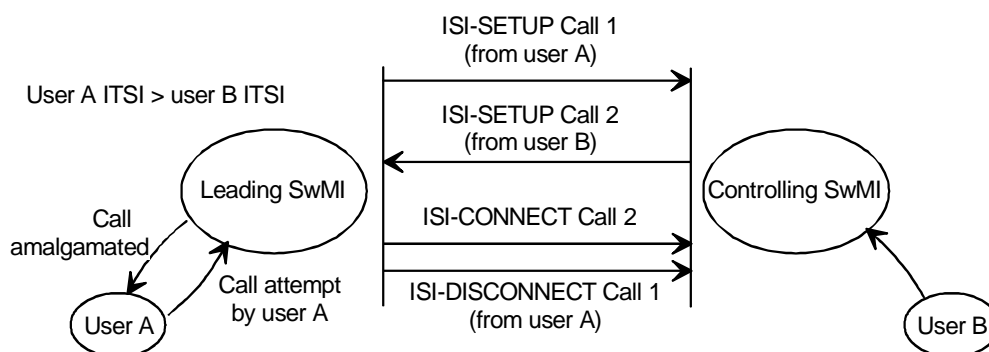 ISI-SETUP Call 1
(from user A)
User A ITSI > user B ITSI
ISI-SETUP Call 2
(from user B)
Leading SwMI
Controlling SwMI
Call
amalgamated
ISI-CONNECT Call 2
Call attempt
by user A
ISI-DISCONNECT Call 1
(from user A)
User A
User B